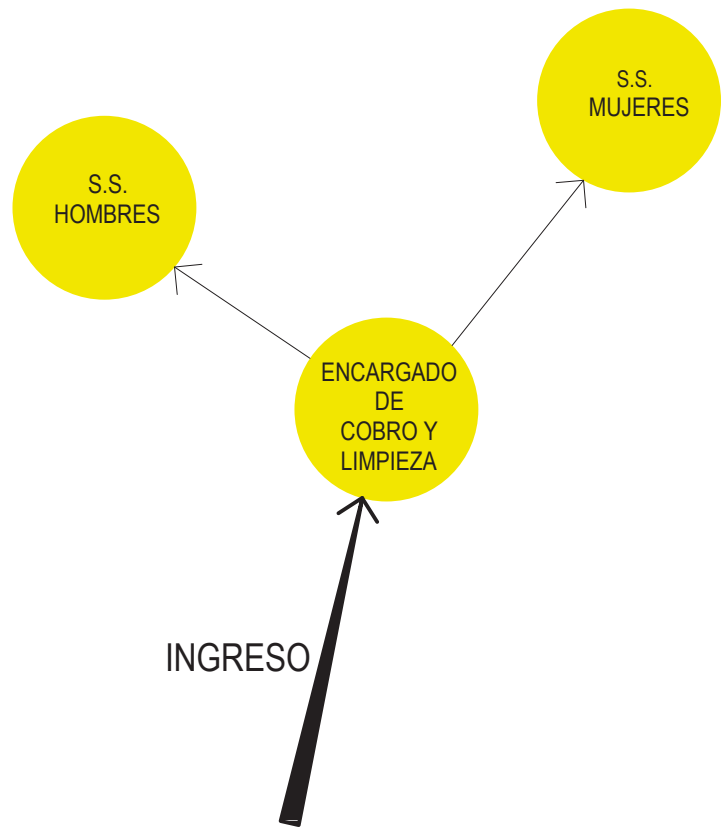 S.S.
MUJERES
S.S.
HOMBRES
ENCARGADO
DE
COBRO Y
LIMPIEZA
INGRESO